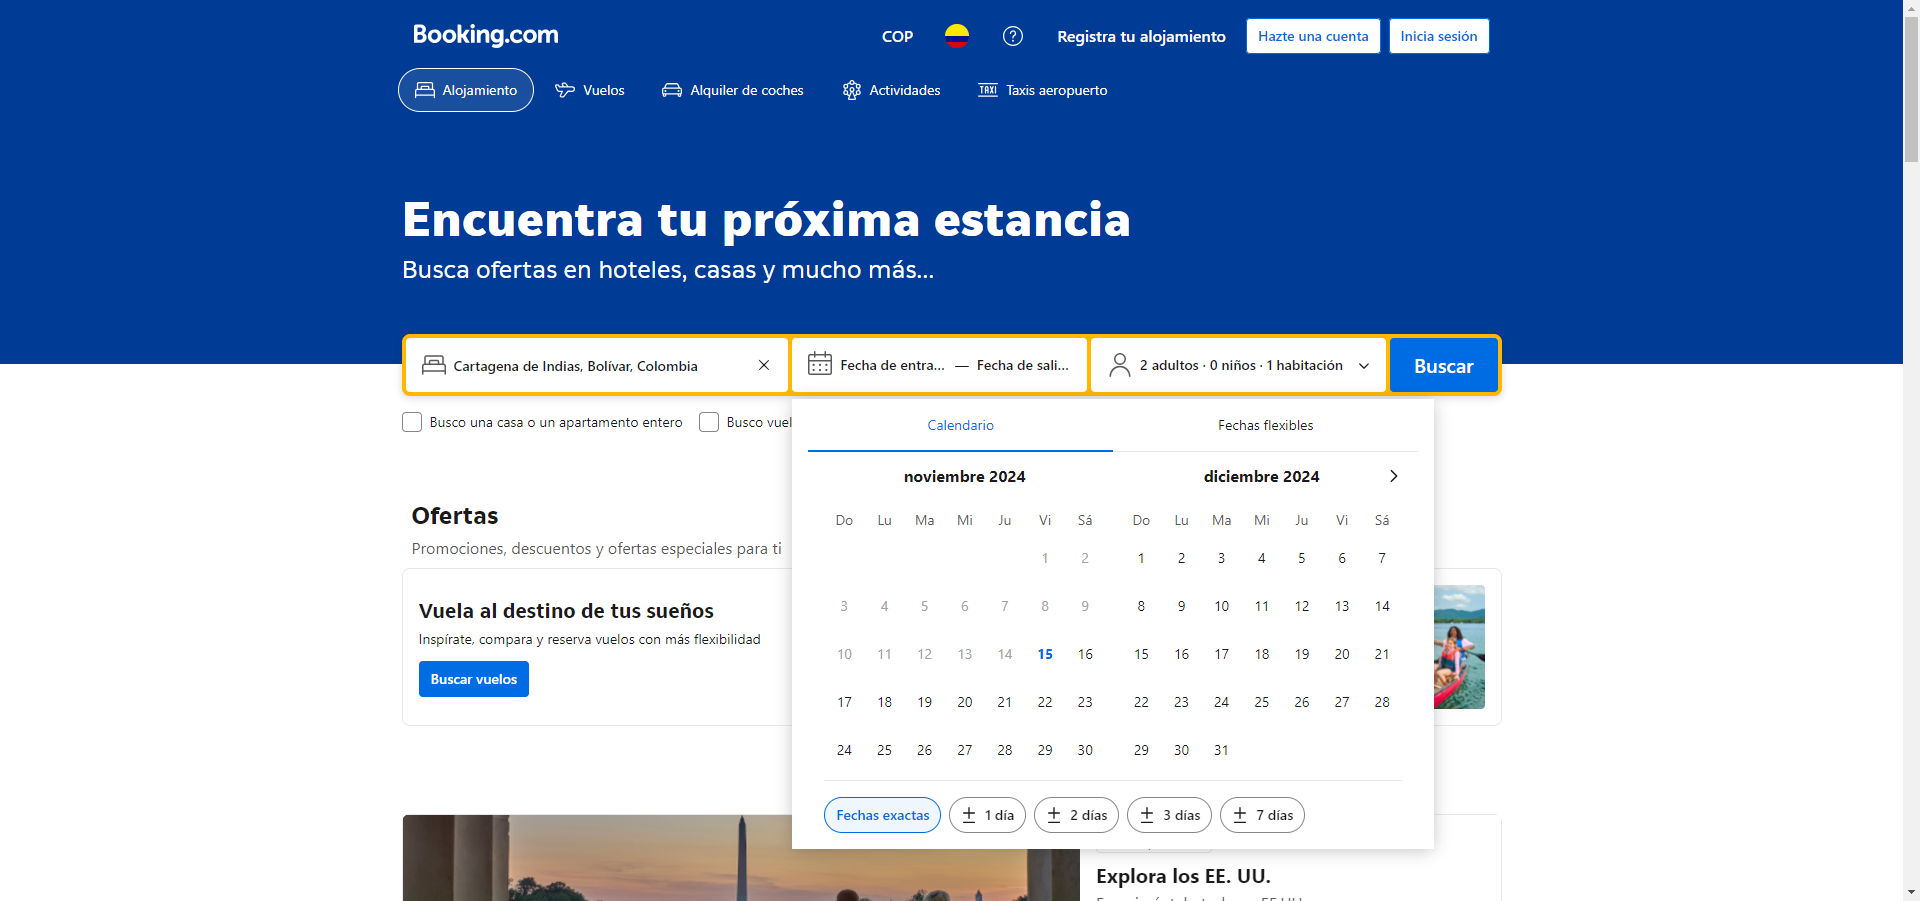 Booking.com
COP
Registra tu alojamiento
Hazte una cuenta
Inicia sesión
Alojamiento
Vuelos
Alquiler de coches
Actividades
TAXI
Taxis aeropuerto
Encuentra tu próxima estancia
Busca ofertas en hoteles, casas y mucho más...
Cartagena de Indias, Bolívar, Colombia
Fecha de entra... — Fecha de sali...
2 adultos · 0 niños · 1 habitación
Buscar
Busco una casa o un apartamento entero
Busco vuel
Calendario
Fechas flexibles
noviembre 2024
Do Lu Ma Mi Ju Vi Sá
1 2
3 4 5 6 7 8 9
10 11 12 13 14 15 16
17 18 19 20 21 22 23
24 25 26 27 28 29 30
diciembre 2024
Do Lu Ma Mi Ju Vi Sá
1 2 3 4 5 6 7
8 9 10 11 12 13 14
15 16 17 18 19 20 21
22 23 24 25 26 27 28
29 30 31
Fechas exactas
± 1 día
± 2 días
± 3 días
± 7 días
Ofertas
Promociones, descuentos y ofertas especiales para ti
Vuela al destino de tus sueños
Inspírate, compara y reserva vuelos con más flexibilidad
Buscar vuelos
Explora los EE. UU.